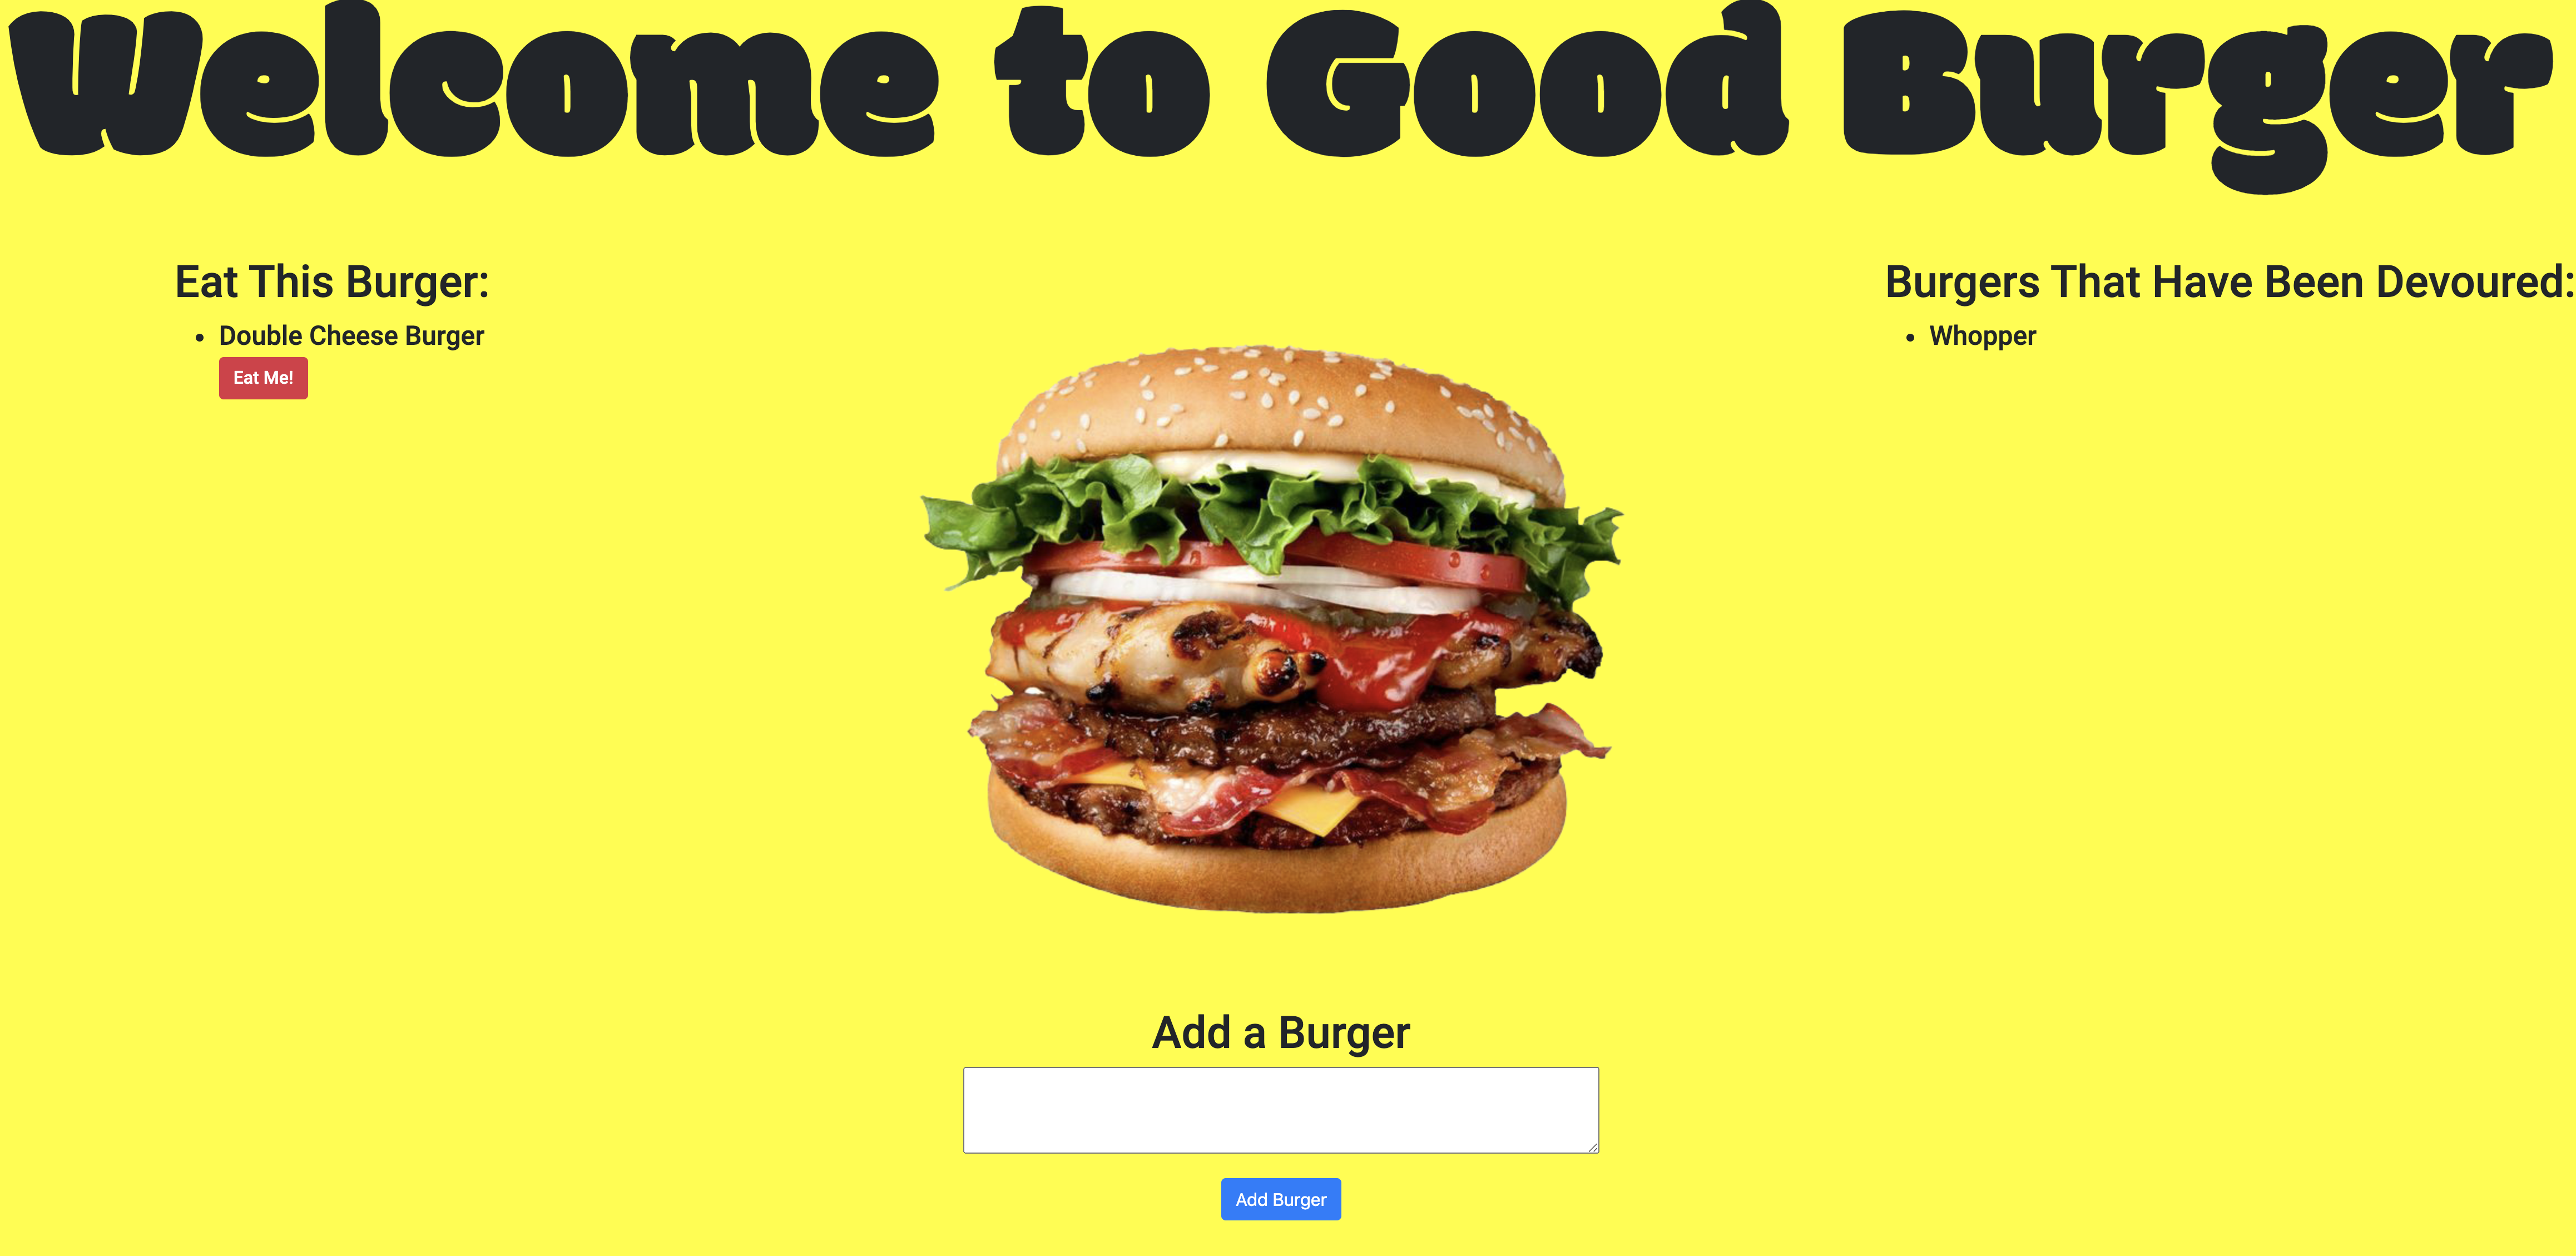 Welcome to Good Burger
Eat This Burger:
Double Cheese Burger
Eat Me!
Burgers That Have Been Devoured:
Whopper
Add a Burger
Add Burger